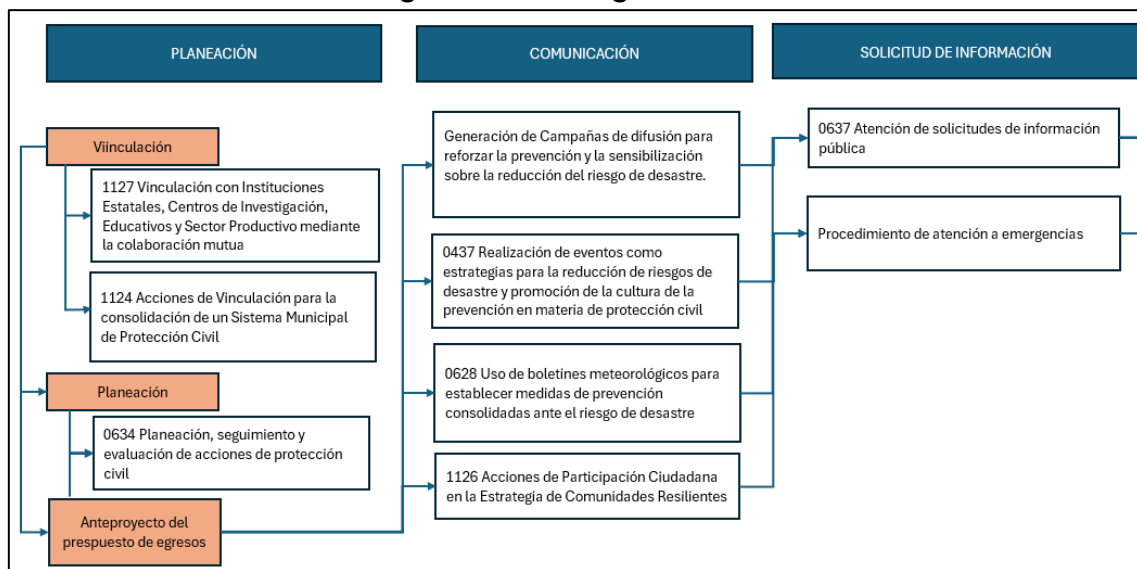 PLANEACIÓN
Viinculación
1127 Vinculación con Instituciones
Estatales, Centros de Investigación,
Educativos y Sector Productivo mediante
la colaboración mutua
1124 Acciones de Vinculación para la
consolidación de un Sistema Municipal
de Protección Civil
Planeación
0634 Planeación, seguimiento y
evaluación de acciones de protección
civil
Anteproyecto del
prespuesto de egresos
COMUNICACIÓN
Generación de Campañas de difusión para
reforzar la prevención y la sensibilización
sobre la reducción del riesgo de desastre.
0437 Realización de eventos como
estrategias para la reducción de riesgos de
desastre y promoción de la cultura de la
prevención en materia de protección civil
0628 Uso de boletines meteorológicos para
establecer medidas de prevención
consolidadas ante el riesgo de desastre
1126 Acciones de Participación Ciudadana
en la Estrategia de Comunidades Resilientes
SOLICITUD DE INFORMACIÓN
0637 Atención de solicitudes de información
pública
Procedimiento de atención a emergencias